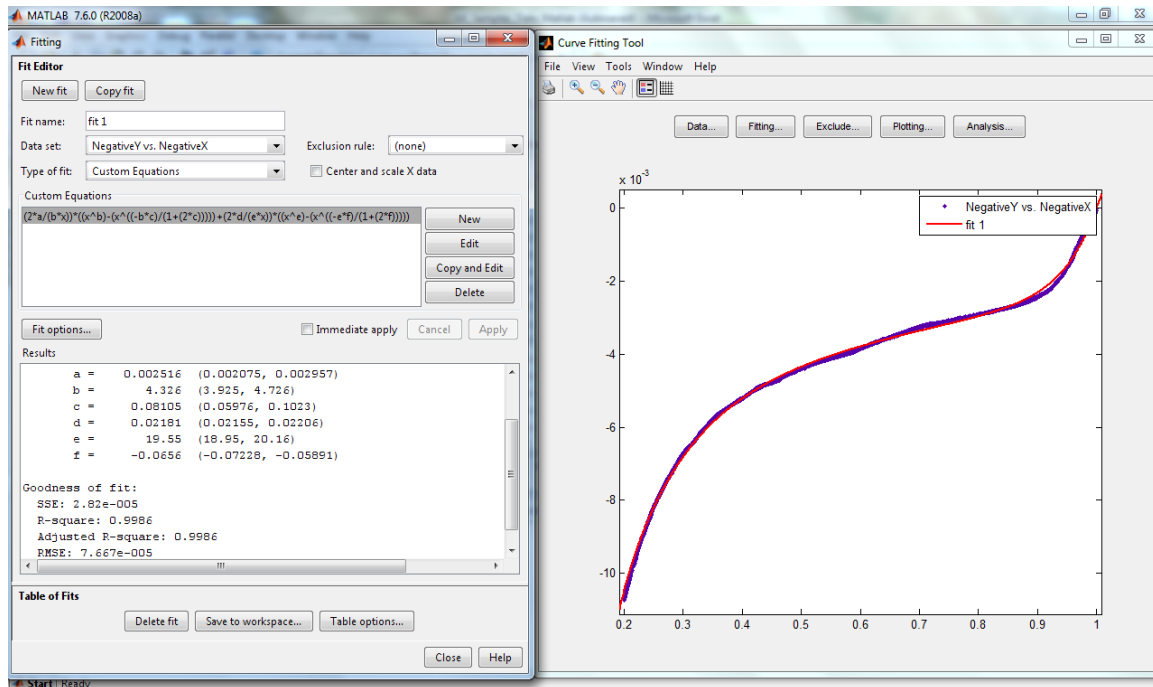 MATLAB 7.6.0 (R2008a)
Fitting
Fit Editor
New fit Copy fit
Fit name: fit 1
Data set: NegativeY vs. NegativeX Exclusion rule: (none)
Type of fit: Custom Equations Center and scale X data
Custom Equations
(2*a/(b*x))*((x^b)-(x^((-b*c)/(1+(2*c)))))+(2*d/(e*x))*((x^e)-(x^((-e*f)/(1+(2*f)))))
New
Edit
Copy and Edit
Delete
Fit options... Immediate apply Cancel Apply
Results
a = 0.002516 (0.002075, 0.002957)
b = 4.326 (3.925, 4.726)
c = 0.08105 (0.05976, 0.1023)
d = 0.02181 (0.02155, 0.02206)
e = 19.55 (18.95, 20.16)
f = -0.0656 (-0.07228, -0.05891)
Goodness of fit:
SSE: 2.82e-005
R-square: 0.9986
Adjusted R-square: 0.9986
RMSE: 7.667e-005
Table of Fits
Delete fit Save to workspace... Table options...
Close Help
Start Ready
Curve Fitting Tool
File View Tools Window Help
Data... Fitting... Exclude... Plotting... Analysis...
x 10-3
NegativeY vs. NegativeX
fit 1
0
-2
-4
-6
-8
-10
0.2 0.3 0.4 0.5 0.6 0.7 0.8 0.9 1